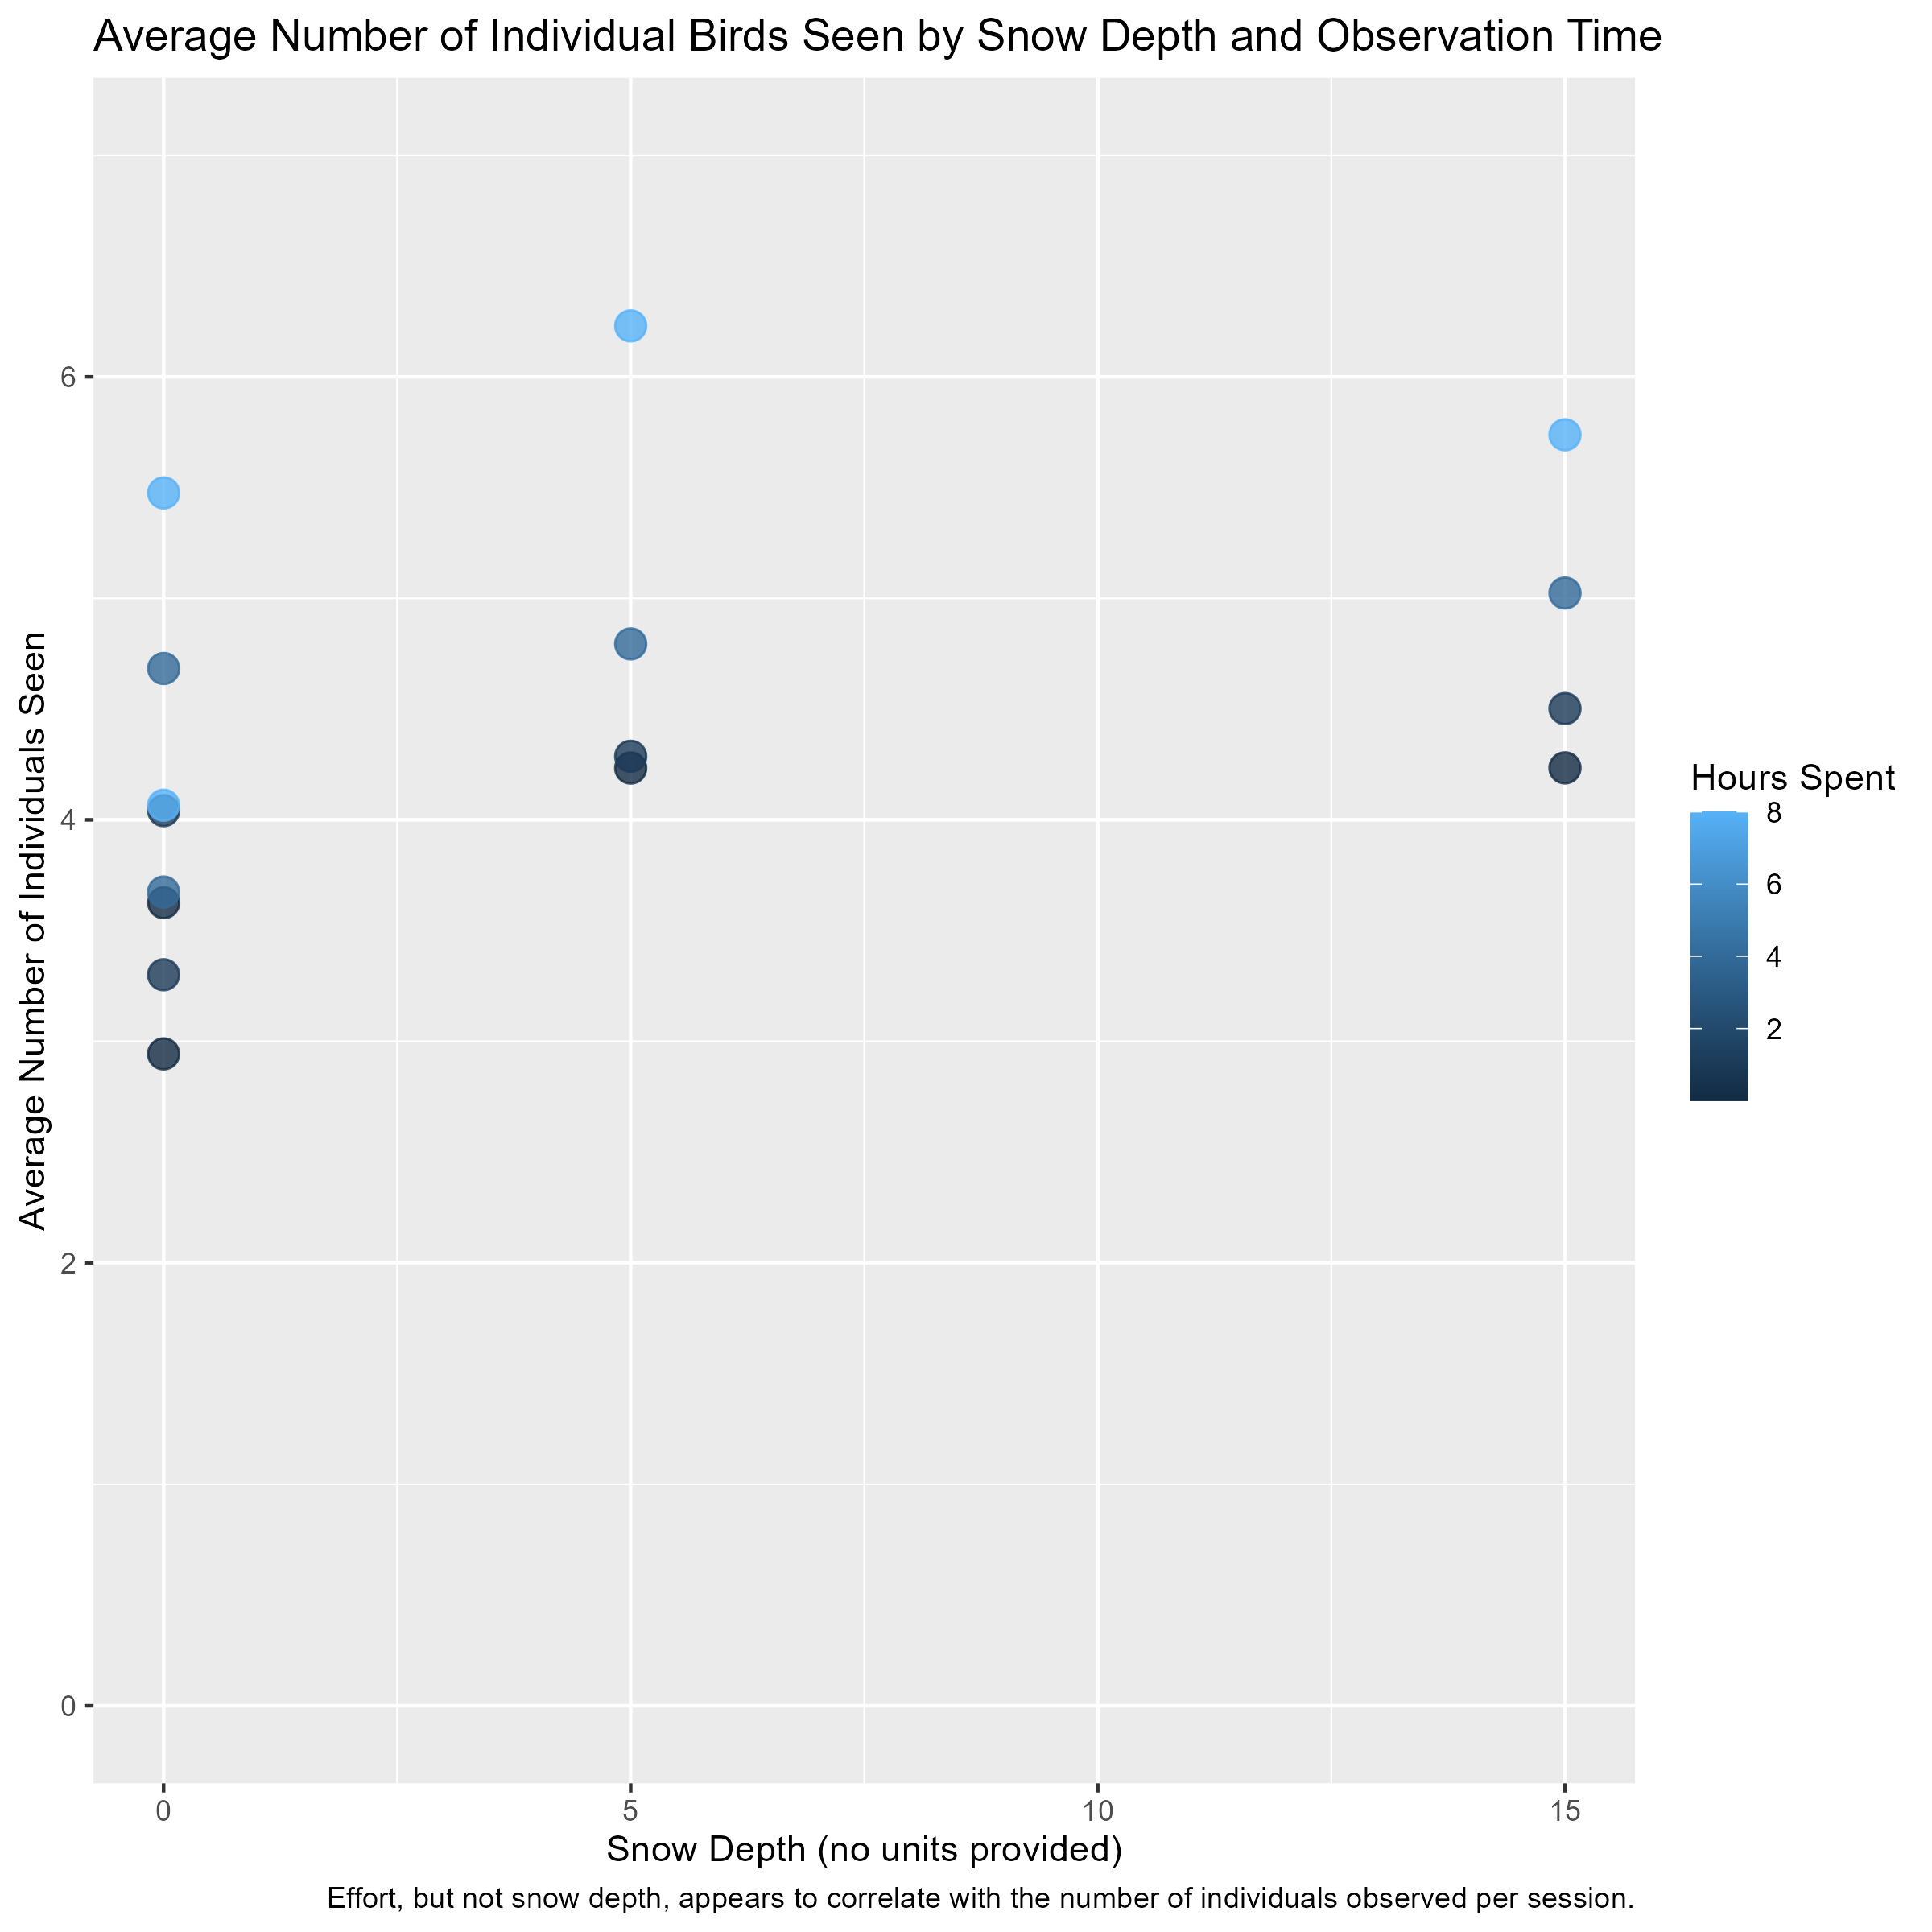 Average Number of Individual Birds Seen by Snow Depth and Observation Time
Average Number of Individuals Seen
6
4
2
0
0
5
10
15
Snow Depth (no units provided)
Effort, but not snow depth, appears to correlate with the number of individuals observed per session.
Hours Spent
8
6
4
2